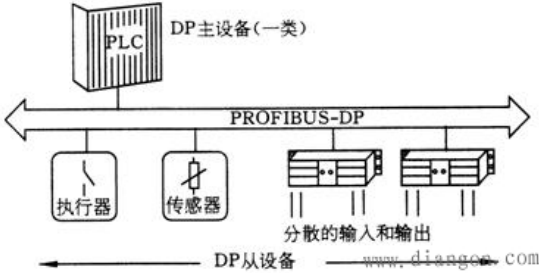 DP主设备(一类)
PLC
PROFIBUS-DP
执行器
传感器
分散的输入和输出
DP从设备
www.diangon.com